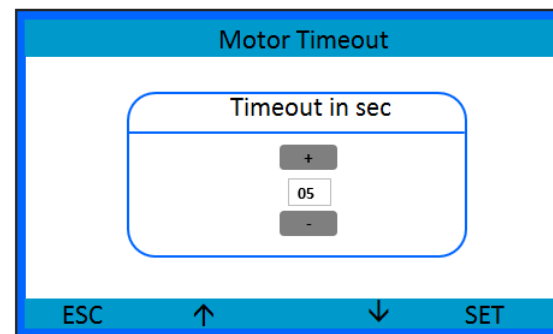 Motor Timeout
Timeout in sec
+
05
-
ESC ↑ ↓ SET